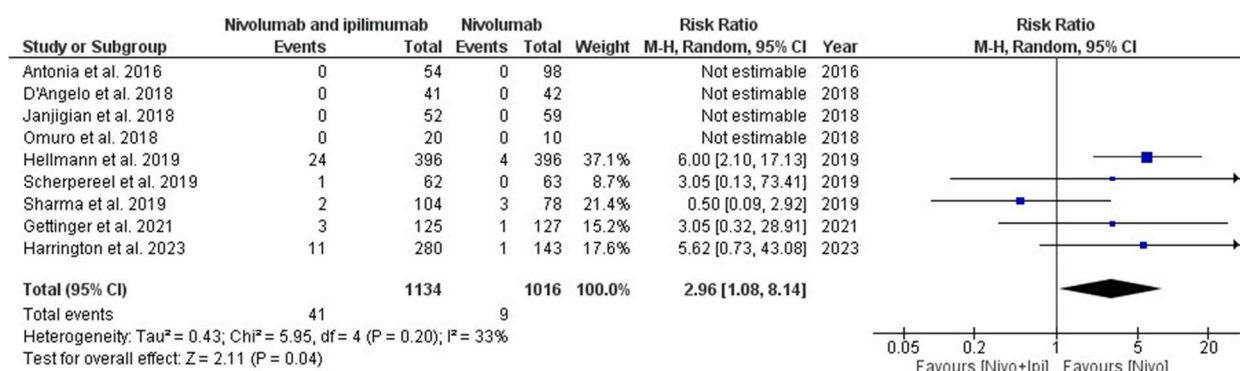 Nivolumab and ipilimumab Nivolumab Risk Ratio Risk Ratio
Study or Subgroup Events Total Events Total Weight M-H, Random, 95% CI Year M-H, Random, 95% CI
Antonia et al. 2016 0 54 0 98 Not estimable 2016
D'Angelo et al. 2018 0 41 0 42 Not estimable 2018
Janjigian et al. 2018 0 52 0 59 Not estimable 2018
Omuro et al. 2018 0 20 0 10 Not estimable 2018
Hellmann et al. 2019 24 396 4 396 37.1% 6.00 [2.10, 17.13] 2019
Scherpereel et al. 2019 1 62 0 63 8.7% 3.05 [0.13, 73.41] 2019
Sharma et al. 2019 2 104 3 78 21.4% 0.50 [0.09, 2.92] 2019
Gettinger et al. 2021 3 125 1 127 15.2% 3.05 [0.32, 28.91] 2021
Harrington et al. 2023 11 280 1 143 17.6% 5.62 [0.73, 43.08] 2023
Total (95% CI) 1134 1016 100.0% 2.96 [1.08, 8.14]
Total events 41 9
Heterogeneity: Tau² = 0.43; Chi² = 5.95, df = 4 (P = 0.20); I² = 33%
Test for overall effect: Z = 2.11 (P = 0.04)
0.05 0.2 1 5 20
Favours [Nivo+Ipi] Favours [Nivo]